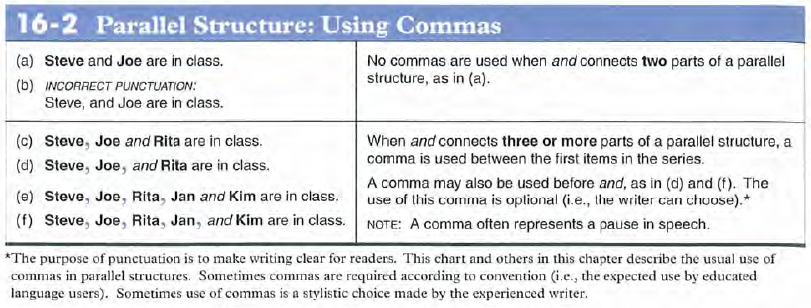 16-2 Parallel Structure: Using Commas
(a) Steve and Joe are in class.
(b) INCORRECT PUNCTUATION:
Steve, and Joe are in class.
No commas are used when and connects two parts of a parallel
structure, as in (a).
(c) Steve, Joe and Rita are in class.
(d) Steve, Joe, and Rita are in class.
(e) Steve, Joe, Rita, Jan and Kim are in class.
(f) Steve, Joe, Rita, Jan, and Kim are in class.
When and connects three or more parts of a parallel structure, a
comma is used between the first items in the series.
A comma may also be used before and, as in (d) and (f). The
use of this comma is optional (i.e., the writer can choose).*
NOTE: A comma often represents a pause in speech.
*The purpose of punctuation is to make writing clear for readers. This chart and others in this chapter describe the usual use of
commas in parallel structures. Sometimes commas are required according to convention (i.e., the expected use by educated
language users). Sometimes use of commas is a stylistic choice made by the experienced writer.